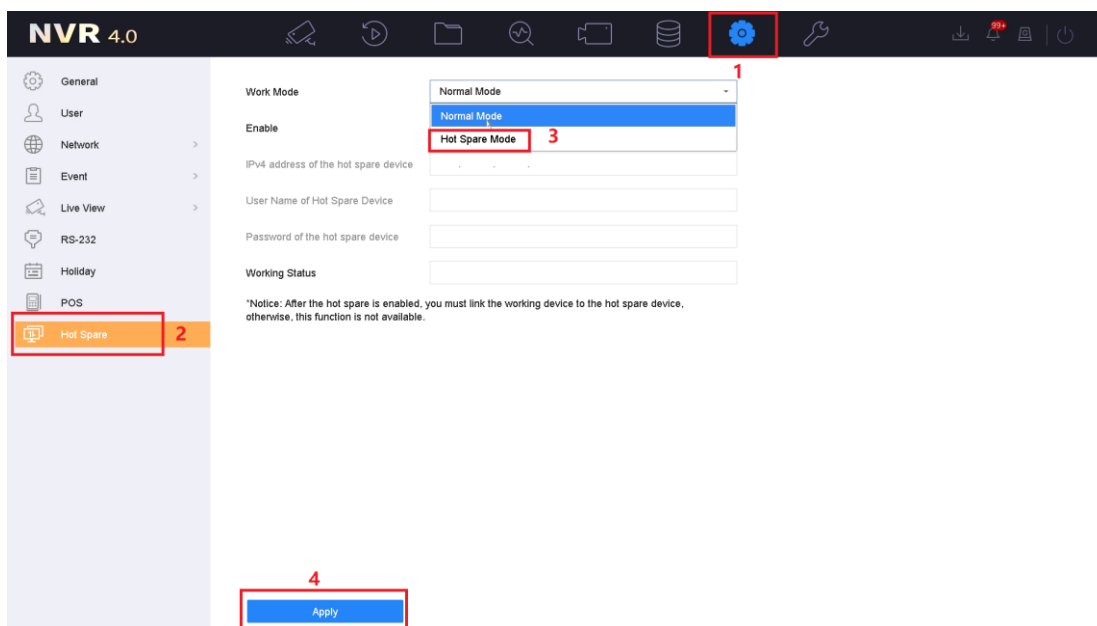 NVR 4.0
99+
1
General
User
Network
Event
Live View
RS-232
Holiday
POS
Hot Spare
2
Work Mode
Normal Mode
Normal Mode
Enable
Hot Spare Mode
3
IPv4 address of the hot spare device
User Name of Hot Spare Device
Password of the hot spare device
Working Status
*Notice: After the hot spare is enabled, you must link the working device to the hot spare device,
otherwise, this function is not available.
4
Apply